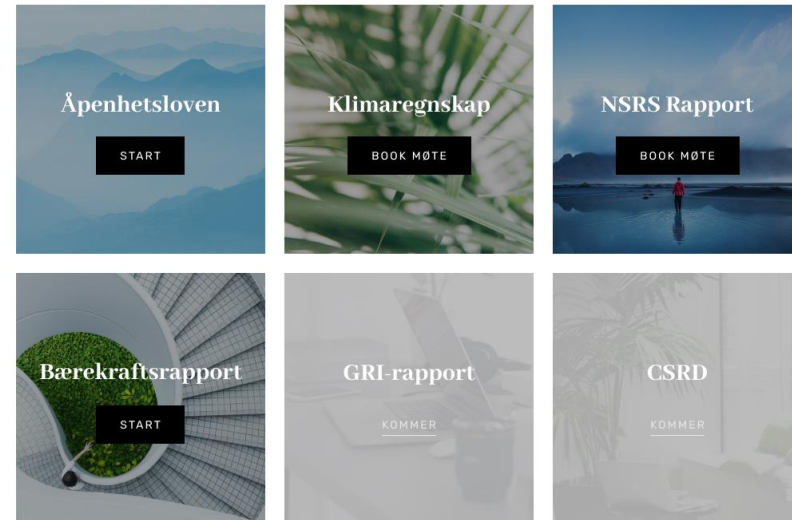 Åpenhetsloven
START
Klimaregnskap
BOOK MØTE
NSRS Rapport
BOOK MØTE
Bærekraftsrapport
START
GRI-rapport
KOMMER
CSRD
KOMMER